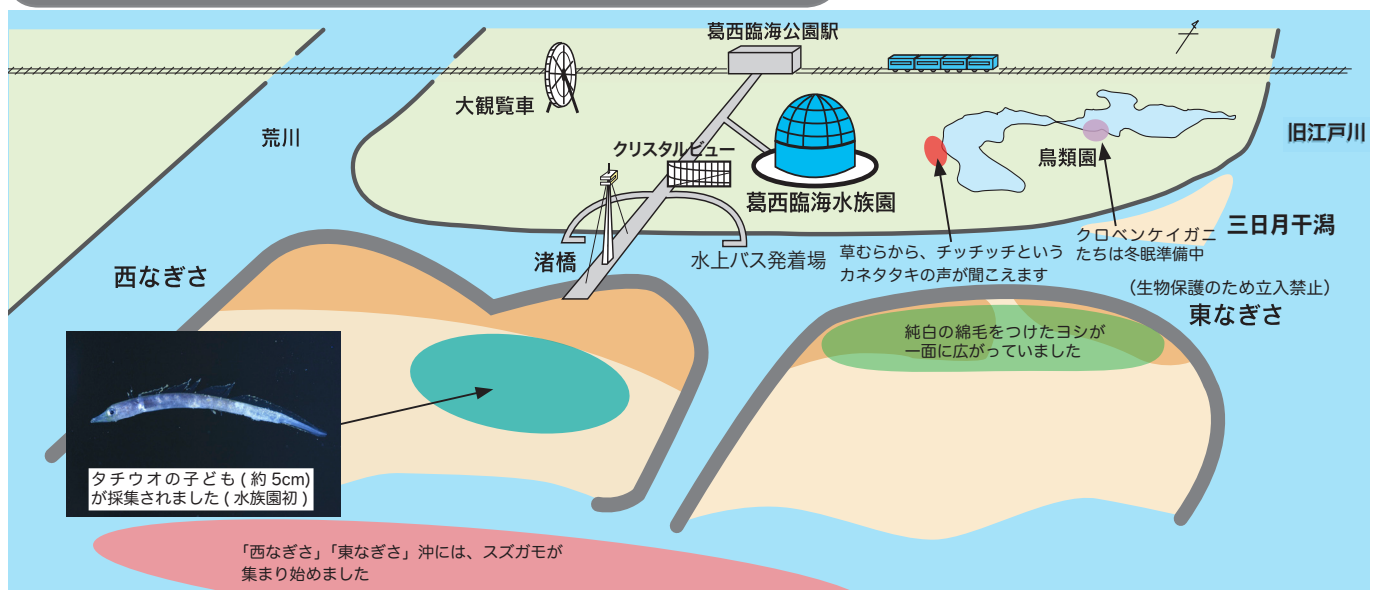 葛西臨海公園駅
大観覧車
荒川
旧江戸川
クリスタルビュー
鳥類園
葛西臨海水族園
三日月干潟
クロベンケイガニ
たちは冬眠準備中
草むらから、チッチッチという
カネタタキの声が聞こえます
渚橋
水上バス発着場
西なぎさ
（生物保護のため立入禁止）
東なぎさ
純白の綿毛をつけたヨシが
一面に広がっていました
タチウオの子ども ( 約 5cm)
が採集されました ( 水族園初 )
「西なぎさ」「東なぎさ」沖には、スズガモが
集まり始めました